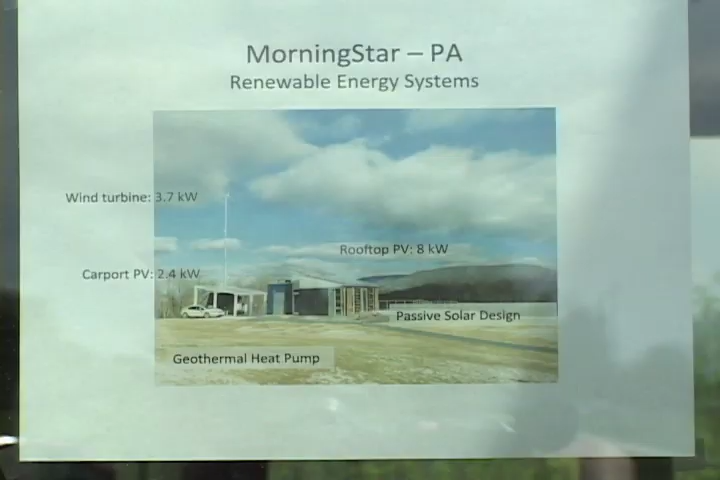 MorningStar – PA
Renewable Energy Systems
Wind turbine: 3.7 kW
Rooftop PV: 8 kW
Carport PV: 2.4 kW
Passive Solar Design
Geothermal Heat Pump